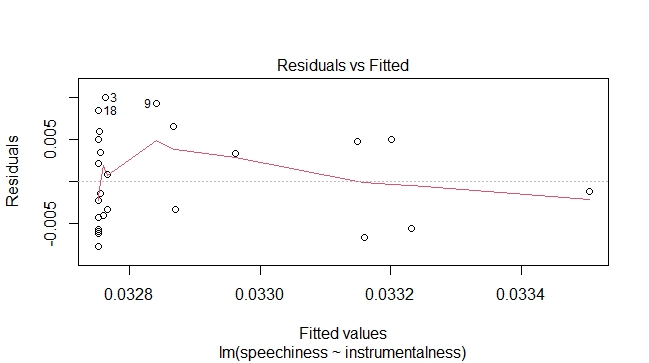 Residuals vs Fitted
Residuals
0.005
-0.005
3
18
9
0.0328
0.0330
0.0332
0.0334
Fitted values
lm(speechiness ~ instrumentalness)